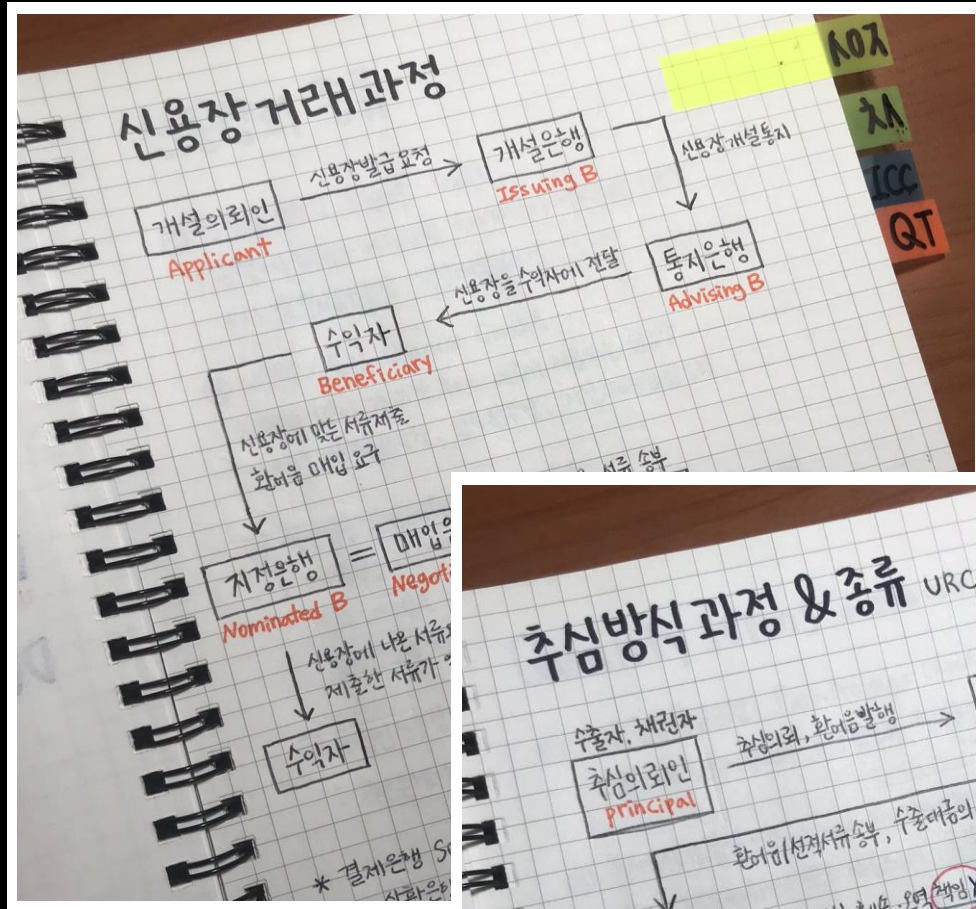 신용장 거래과정
개설의뢰인
Applicant
신용장발급요청
개설은행
Issuing B
신용장개설통지
통지은행
Advising B
신용장을 수익자에 전달
수익자
Beneficiary
신용장에 맞는 서류제출
환어음 매입 요구
서류 송부
지정은행
Nominated B
=
신용장에 나온
제출한 서류가
수익자
* 결제은행
ICC
QT
추심방식 과정 & 종류 URC
수출자, 채권자
추심의뢰인
principal
추심의뢰, 환어음발행
환어음/선적서류송부, 수출대금의
책임